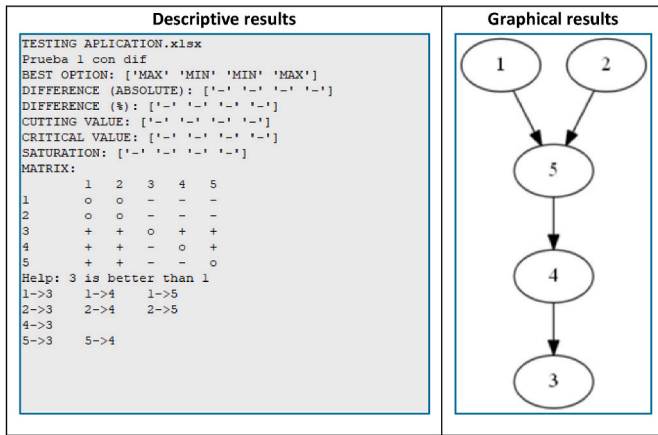 Descriptive results
TESTING APLICATION.xlsx
Prueba 1 con dif
BEST OPTION: ['MAX' 'MIN' 'MIN' 'MAX']
DIFFERENCE (ABSOLUTE): ['-' '-' '-' '-']
DIFFERENCE (%): ['-' '-' '-' '-']
CUTTING VALUE: ['-' '-' '-' '-']
CRITICAL VALUE: ['-' '-' '-' '-']
SATURATION: ['-' '-' '-' '-']
MATRIX:
1 2 3 4 5
1 o o - - -
2 o o - - -
3 + + o + +
4 + + - o +
5 + + - - o
Help: 3 is better than 1
1->3 1->4 1->5
2->3 2->4 2->5
4->3
5->3 5->4
Graphical results
1 2
5
4
3